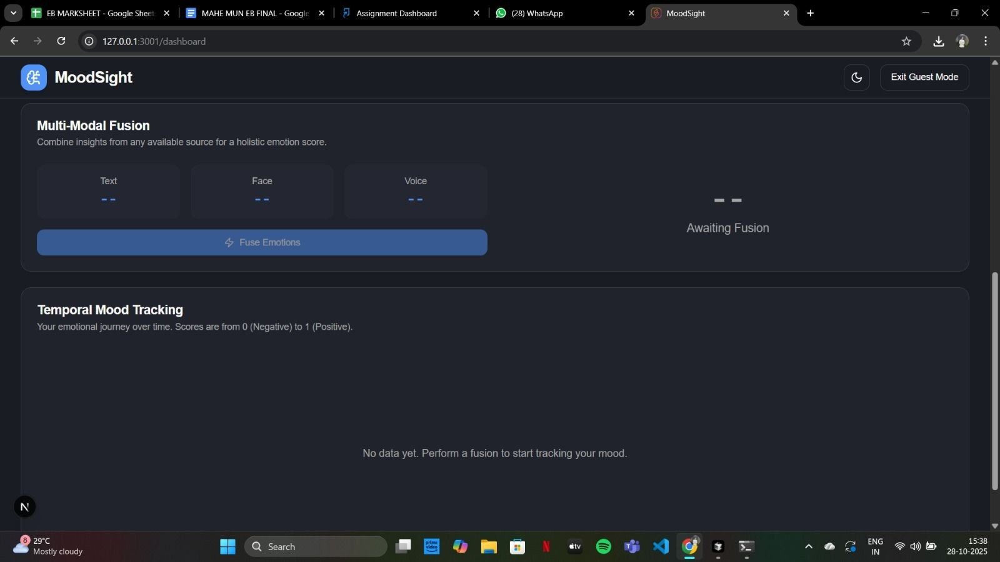 EB MARKSHEET - Google Sheet
MAHE MUN EB FINAL - Google
Assignment Dashboard
(28) WhatsApp
MoodSight
127.0.0.1:3001/dashboard
MoodSight
Exit Guest Mode
Multi-Modal Fusion
Combine insights from any available source for a holistic emotion score.
Text
Face
Voice
--
--
--
--
Fuse Emotions
Awaiting Fusion
Temporal Mood Tracking
Your emotional journey over time. Scores are from 0 (Negative) to 1 (Positive).
No data yet. Perform a fusion to start tracking your mood.
N
8
29°C
Mostly cloudy
Search
prime video
N
tv
T
ENG
IN
15:38
28-10-2025